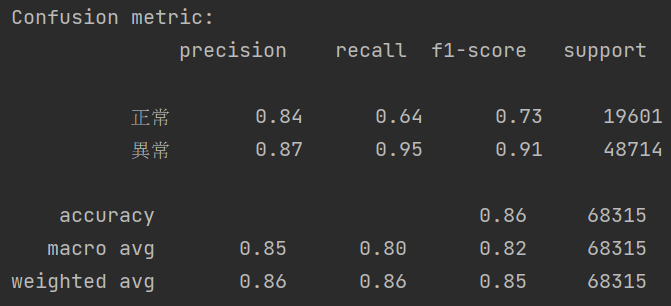 Confusion metric:
precision recall f1-score support
正常 0.84 0.64 0.73 19601
異常 0.87 0.95 0.91 48714
accuracy 0.86 68315
macro avg 0.85 0.80 0.82 68315
weighted avg 0.86 0.86 0.85 68315